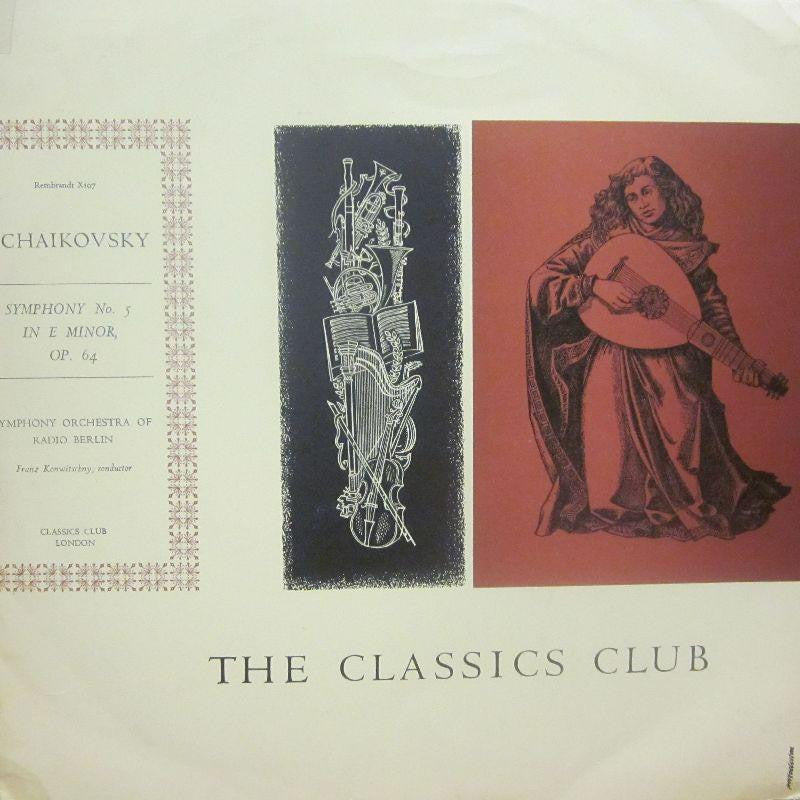 Rembrandt X107
CHAIKOVSKY
SYMPHONY No. 5
IN E MINOR,
OP. 64
YMPHONY ORCHESTRA OF
RADIO BERLIN
Franz Konwitschny, conductor
CLASSICS CLUB
LONDON
THE CLASSICS CLUB